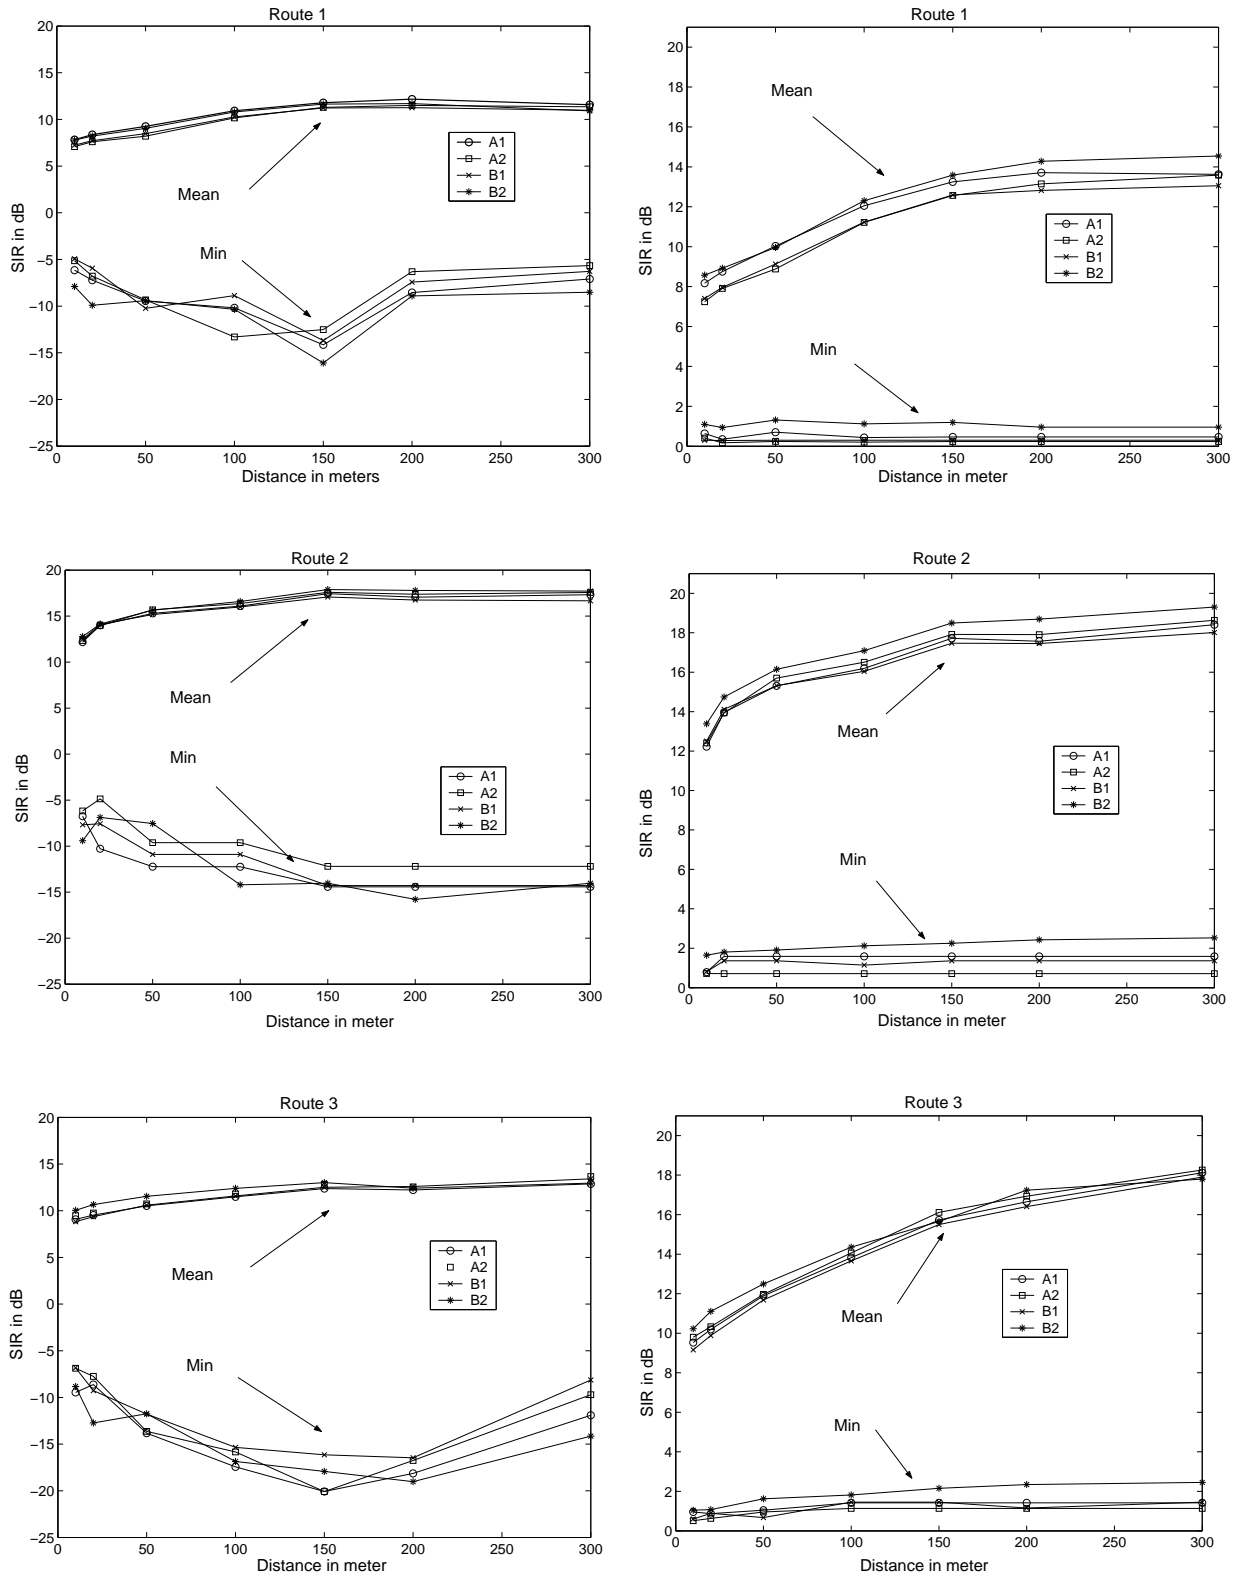 Route 1
20
15
10
5
0
−5
−10
−15
−20
−25
SIR in dB
Mean
Min
A1
A2
B1
B2
0
50
100
150
200
250
300
Distance in meters
Route 1
20
18
16
14
12
10
8
6
4
2
0
SIR in dB
Mean
Min
A1
A2
B1
B2
0
50
100
150
200
250
300
Distance in meter
Route 2
20
15
10
5
0
−5
−10
−15
−20
−25
SIR in dB
Mean
Min
A1
A2
B1
B2
0
50
100
150
200
250
300
Distance in meter
Route 2
20
18
16
14
12
10
8
6
4
2
0
SIR in dB
Mean
Min
A1
A2
B1
B2
0
50
100
150
200
250
300
Distance in meter
Route 3
20
15
10
5
0
−5
−10
−15
−20
−25
SIR in dB
Mean
Min
A1
A2
B1
B2
0
50
100
150
200
250
300
Distance in meter
Route 3
20
18
16
14
12
10
8
6
4
2
0
SIR in dB
Mean
Min
A1
A2
B1
B2
0
50
100
150
200
250
300
Distance in meter